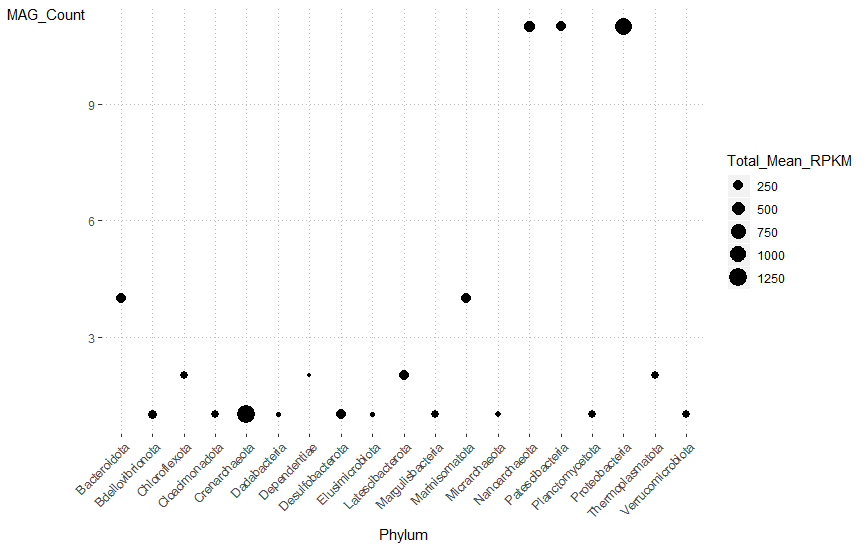 MAG_Count
9
6
3
Bacteroidota
Bdellovibrionota
Chloroflexota
Cloacimonadota
Crenarchaeota
Dadabacteria
Dependentiae
Desulfobacterota
Elusimicrobiota
Latescibacterota
Margulisbacteria
Marinisomatota
Micrarchaeota
Nanoarchaeota
Patescibacteria
Planctomycetota
Proteobacteria
Thermoplasmatota
Verrucomicrobiota
Phylum
Total_Mean_RPKM
250
500
750
1000
1250